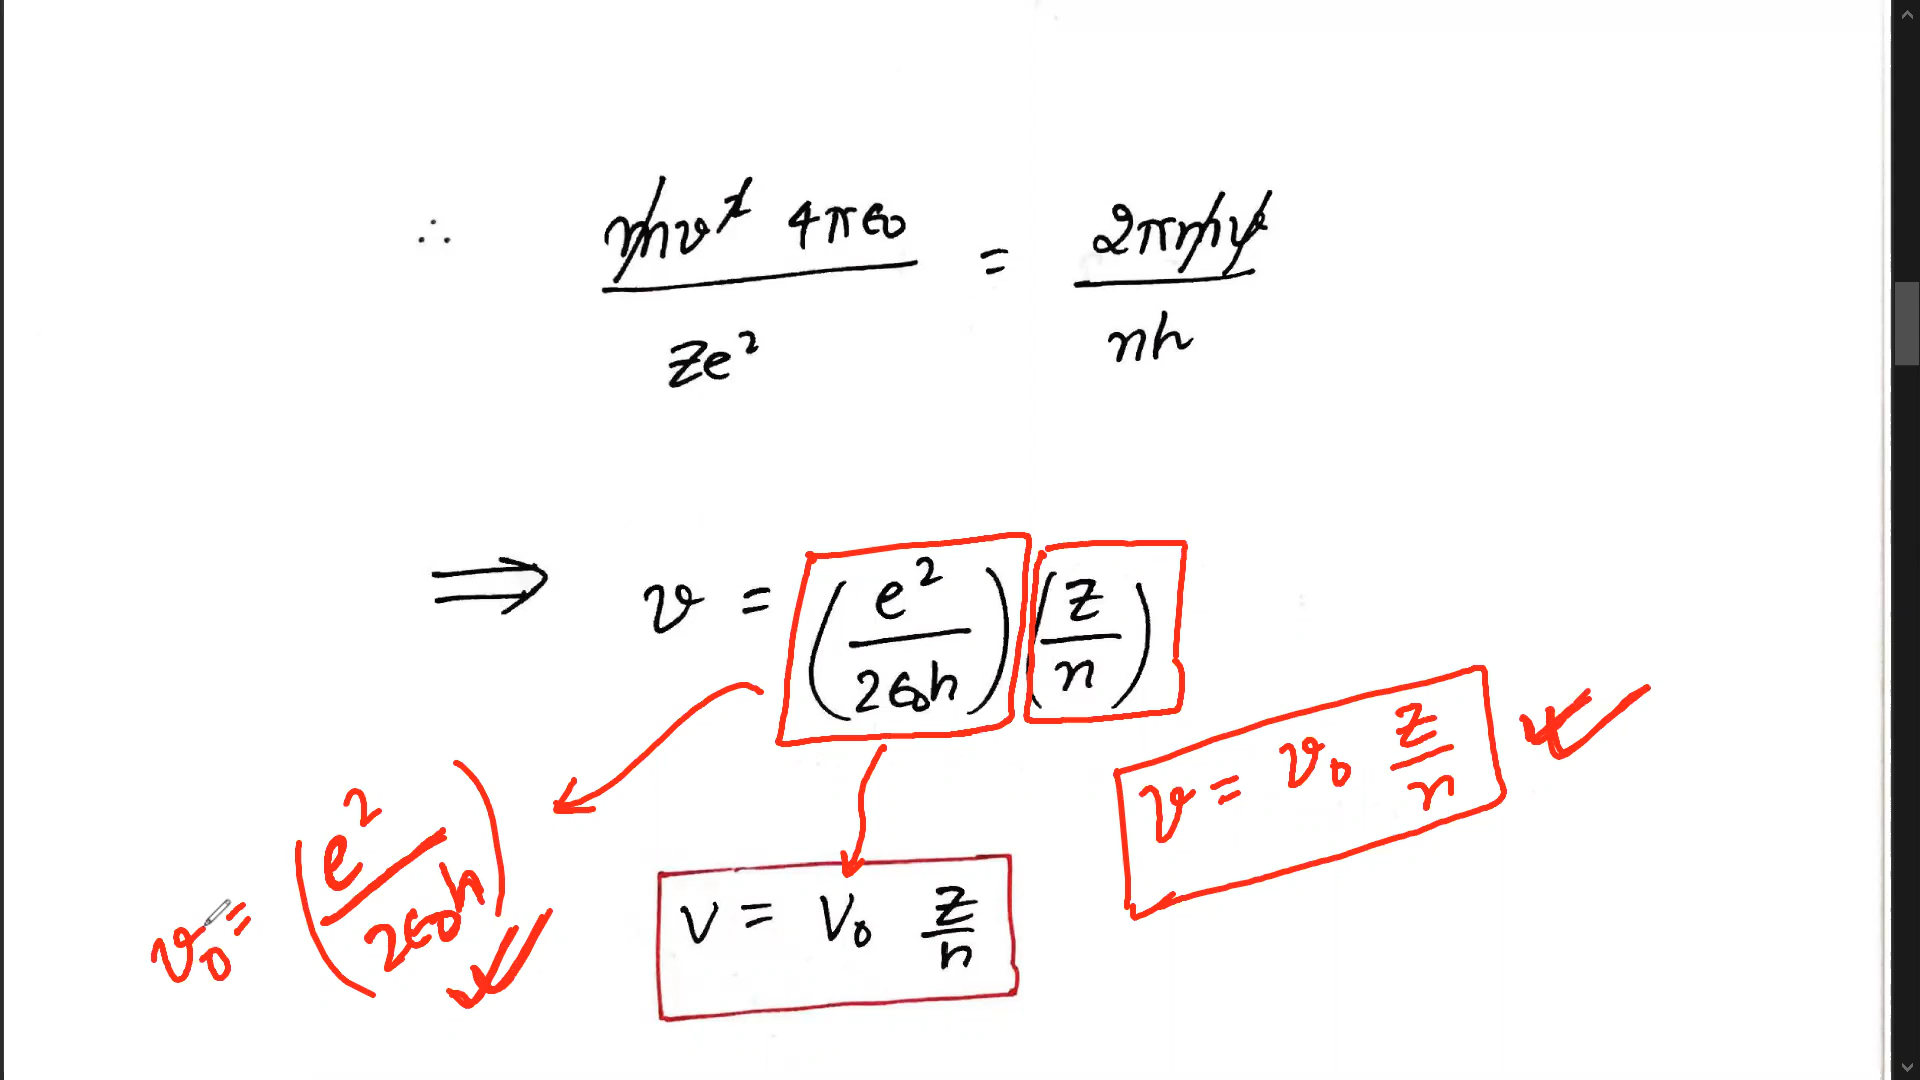 ∴ mv² 4πε₀ / Ze² = 2πmv / nh
⇒ v = (e² / 2ε₀h) (Z / n)
v = v₀ Z / n
v₀ = (e² / 2ε₀h)
V = V₀ Z / n